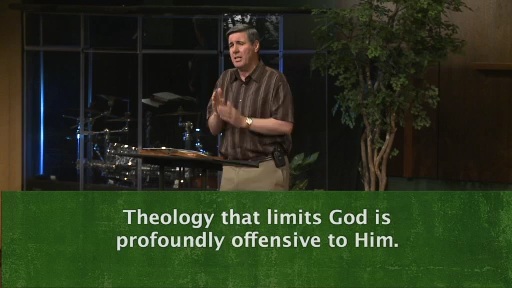 Theology that limits God is
profoundly offensive to Him.